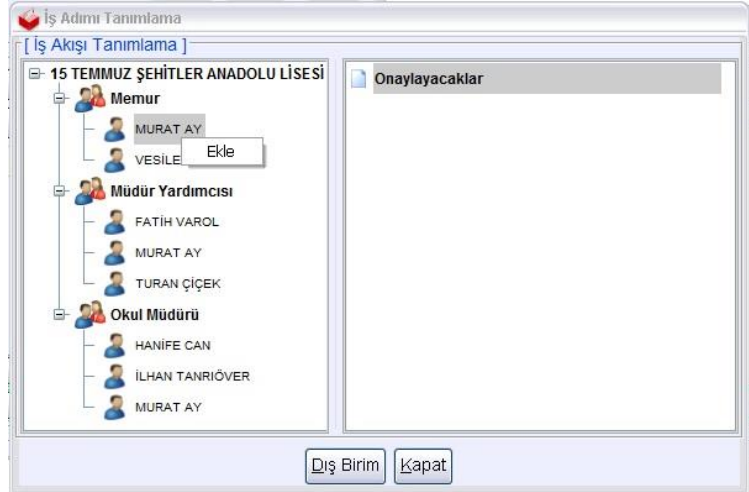 İş Adımı Tanımlama
[ İş Akışı Tanımlama ]
15 TEMMUZ ŞEHİTLER ANADOLU LİSESİ
Memur
MURAT AY
Ekle
VESİLE
Müdür Yardımcısı
FATİH VAROL
MURAT AY
TURAN ÇİÇEK
Okul Müdürü
HANİFE CAN
İLHAN TANRIÖVER
MURAT AY
Onaylayacaklar
Dış Birim
Kapat